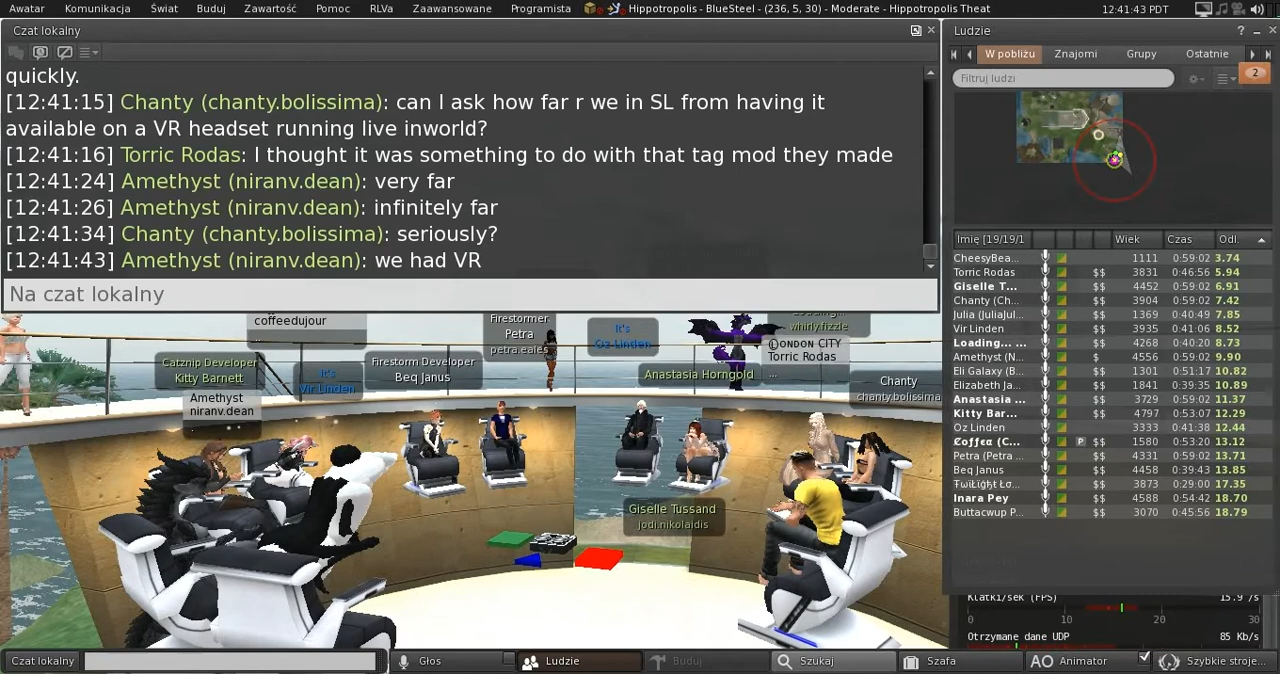 Awatar Komunikacja Świat Buduj Zawartość Pomoc RLVa Zaawansowane Programista Hippotropolis - BlueSteel - (236, 5, 30) - Moderate - Hippotropolis Theat 12:41:43 PDT
Czat lokalny
quickly.
[12:41:15] Chanty (chanty.bolissima): can I ask how far r we in SL from having it
available on a VR headset running live inworld?
[12:41:16] Torric Rodas: I thought it was something to do with that tag mod they made
[12:41:24] Amethyst (niranv.dean): very far
[12:41:26] Amethyst (niranv.dean): infinitely far
[12:41:34] Chanty (chanty.bolissima): seriously?
[12:41:43] Amethyst (niranv.dean): we had VR
Na czat lokalny
Ludzie
W pobliżu Znajomi Grupy Ostatnie
Filtruj ludzi
2
Imię [19/19/1 Wiek Czas Odl.
CheesyBea... 1111 0:59:02 3.74
Torric Rodas $$ 3831 0:46:56 5.94
Giselle T... $$ 4452 0:59:02 6.91
Chanty (Ch... $$ 3904 0:59:02 7.42
Julia (JuliaJul... $$ 1369 0:40:49 7.85
Vir Linden $$ 3935 0:41:06 8.52
Loading... ... $$ 4268 0:40:20 8.73
Amethyst (N... $ 4556 0:59:02 9.90
Eli Galaxy (B... $$ 1301 0:51:17 10.82
Elizabeth Ja... $$ 1841 0:39:35 10.89
Anastasia ... $$ 3729 0:59:02 11.37
Kitty Bar... $$ 4797 0:53:07 12.29
Oz Linden 3333 0:41:38 12.44
P $$ 1580 0:53:20 13.12
Petra (Petra ... $$ 4331 0:59:02 13.71
Beq Janus $$ 4458 0:39:43 13.85
$$ 3873 0:29:00 17.35
Inara Pey $$ 4588 0:54:42 18.70
Buttacwup P... $$ 3070 0:45:56 18.79
coffeedujour
Firestormer
Petra
petra.eales
It's
Oz Linden
whirly.fizzle
LONDON CITY
Torric Rodas
...
Catznip Developer
Kitty Barnett
It's
Vir Linden
Firestorm Developer
Beq Janus
Anastasia Horngold
Chanty
chanty.bolissima
Amethyst
niranv.dean
Giselle Tussand
jodi.nikolaidis
Klatki/sek (FPS) 15.9 /s
0 10 20 30
Otrzymane dane UDP 85 Kb/s
Czat lokalny Głos Ludzie Buduj Szukaj Szafa AO Animator Szybkie stroje...